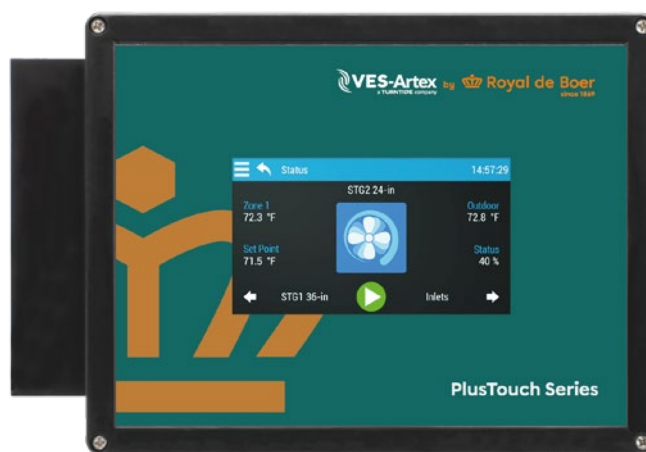 VES-Artex by Royal de Boer
a TURNTIDE company since 1869
Status 14:57:29
STG2 24-in
Zone 1 Outdoor
72.3 °F 72.8 °F
Set Point Status
71.5 °F 40 %
STG1 36-in Inlets
PlusTouch Series